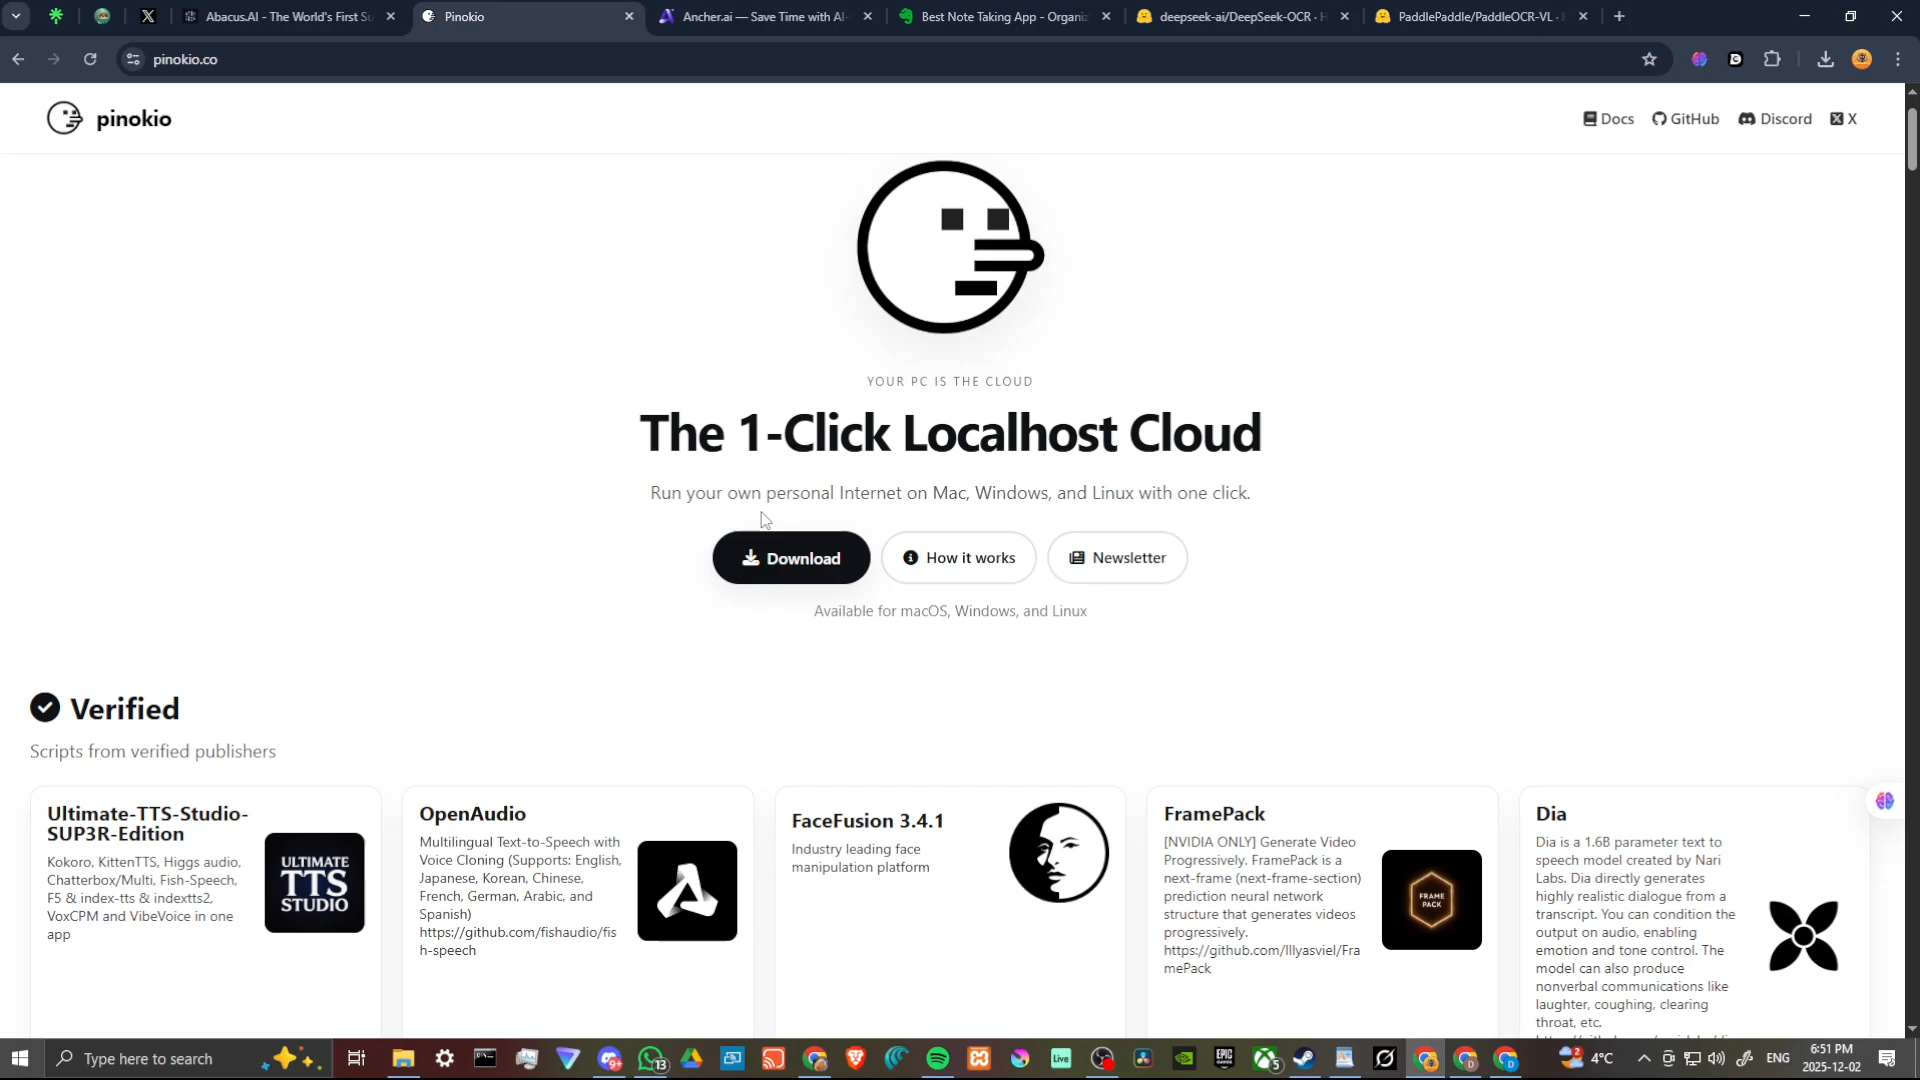 Abacus.AI - The World's First Su
Pinokio
Ancher.ai — Save Time with AI-
Best Note Taking App - Organiz
deepseek-ai/DeepSeek-OCR · H
PaddlePaddle/PaddleOCR-VL ·
pinokio.co
pinokio
Docs
GitHub
Discord
X
YOUR PC IS THE CLOUD
The 1-Click Localhost Cloud
Run your own personal Internet on Mac, Windows, and Linux with one click.
Download
How it works
Newsletter
Available for macOS, Windows, and Linux
Verified
Scripts from verified publishers
Ultimate-TTS-Studio-
SUP3R-Edition
Kokoro, KittenTTS, Higgs audio,
Chatterbox/Multi, Fish-Speech,
F5 & index-tts & indextts2,
VoxCPM and VibeVoice in one
app
ULTIMATE
TTS
STUDIO
OpenAudio
Multilingual Text-to-Speech with
Voice Cloning (Supports: English,
Japanese, Korean, Chinese,
French, German, Arabic, and
Spanish)
https://github.com/fishaudio/fis
h-speech
FaceFusion 3.4.1
Industry leading face
manipulation platform
FramePack
[NVIDIA ONLY] Generate Video
Progressively. FramePack is a
next-frame (next-frame-section)
prediction neural network
structure that generates videos
progressively.
https://github.com/lllyasviel/Fra
mePack
FRAME
PACK
Dia
Dia is a 1.6B parameter text to
speech model created by Nari
Labs. Dia directly generates
highly realistic dialogue from a
transcript. You can condition the
output on audio, enabling
emotion and tone control. The
model can also produce
nonverbal communications like
laughter, coughing, clearing
throat, etc.
Type here to search
9+
13
Live
EPIC
GAMES
5
2
4°C
ENG
6:51 PM
2025-12-02